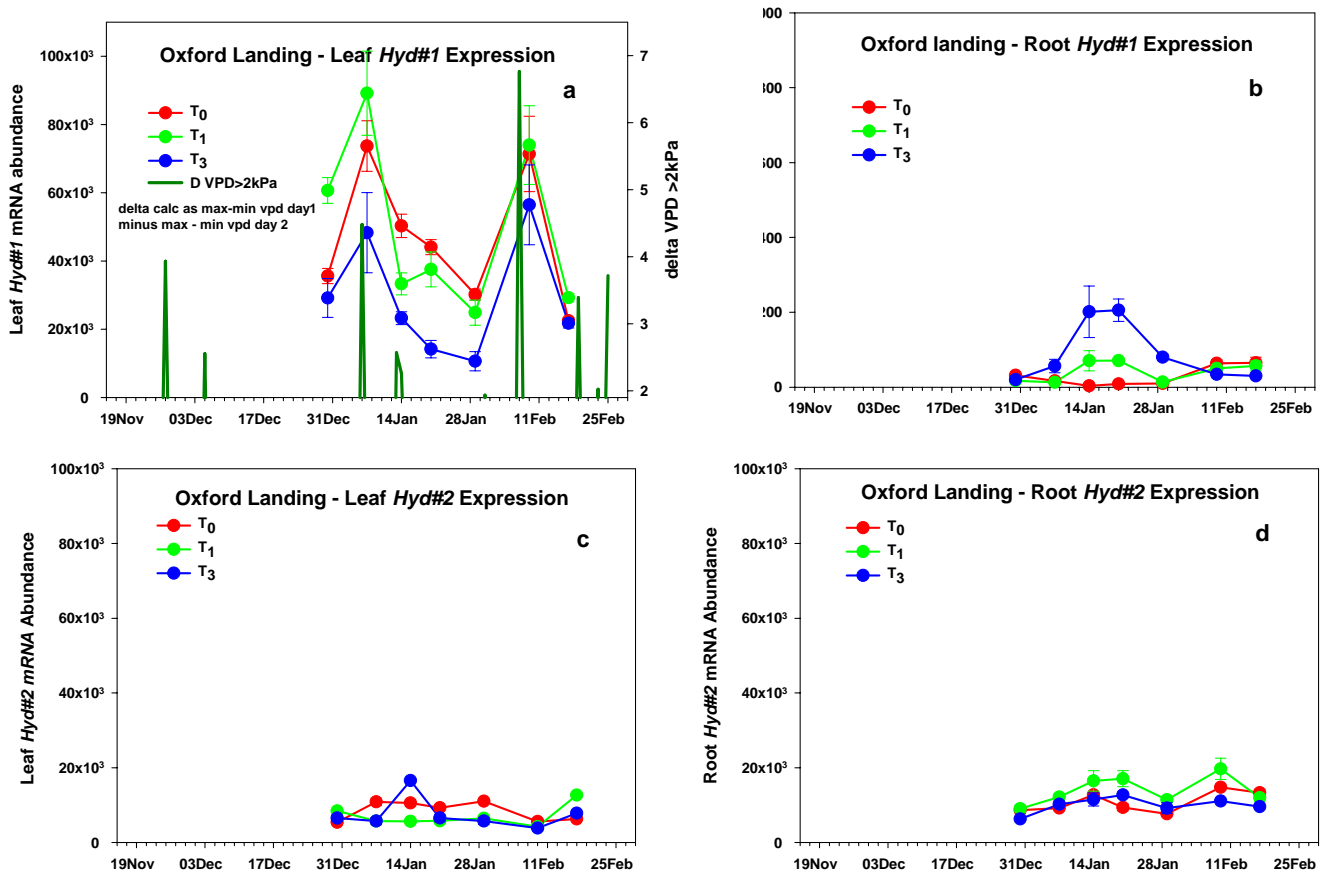 Oxford Landing - Leaf Hyd#1 Expression
a
T0
T1
T3
D VPD>2kPa
delta calc as max-min vpd day1
minus max - min vpd day 2
Leaf Hyd#1 mRNA abundance
100x10³
80x10³
60x10³
40x10³
20x10³
0
delta VPD >2kPa
7
6
5
4
3
2
19Nov 03Dec 17Dec 31Dec 14Jan 28Jan 11Feb 25Feb
Oxford landing - Root Hyd#1 Expression
b
T0
T1
T3
000
800
600
400
200
0
19Nov 03Dec 17Dec 31Dec 14Jan 28Jan 11Feb 25Feb
Oxford Landing - Leaf Hyd#2 Expression
c
T0
T1
T3
Leaf Hyd#2 mRNA Abundance
100x10³
80x10³
60x10³
40x10³
20x10³
0
19Nov 03Dec 17Dec 31Dec 14Jan 28Jan 11Feb 25Feb
Oxford Landing - Root Hyd#2 Expression
d
T0
T1
T3
Root Hyd#2 mRNA Abundance
100x10³
80x10³
60x10³
40x10³
20x10³
0
19Nov 03Dec 17Dec 31Dec 14Jan 28Jan 11Feb 25Feb